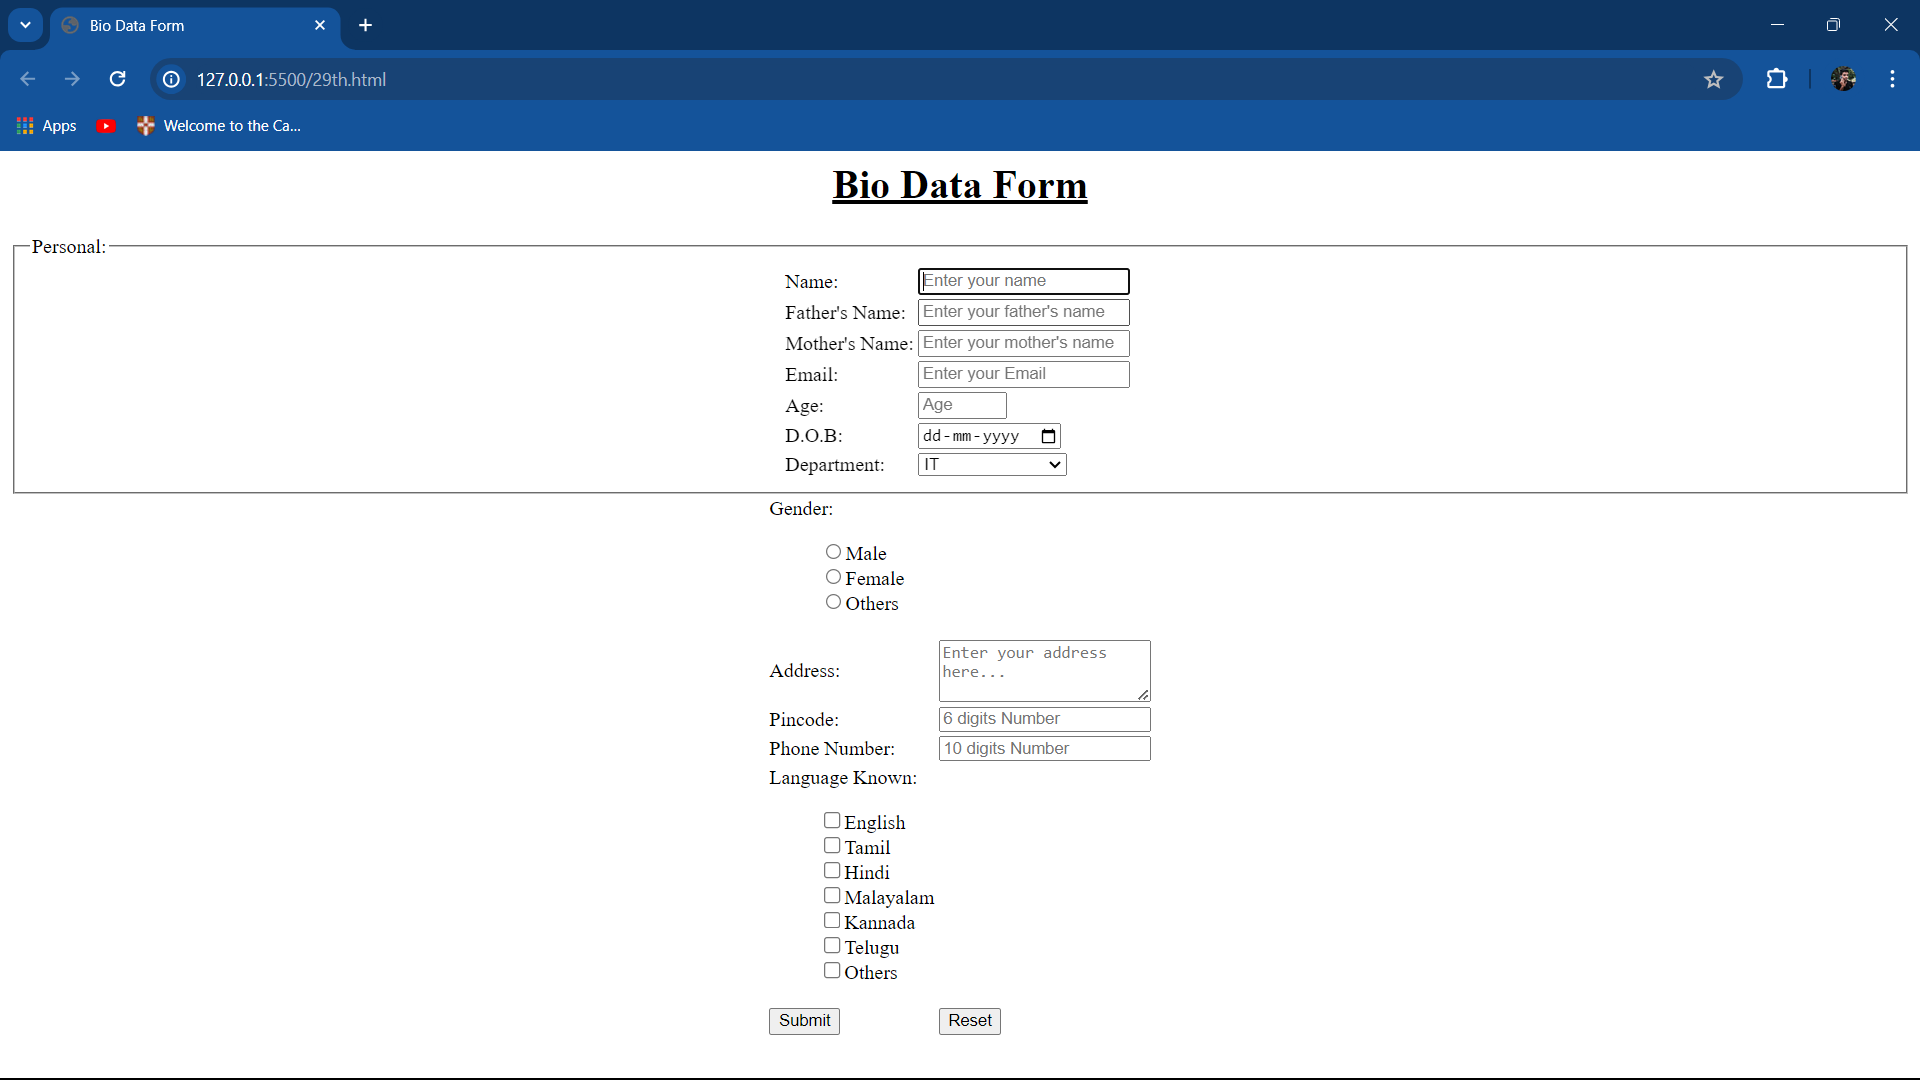 Bio Data Form
127.0.0.1:5500/29th.html
Apps Welcome to the Ca...
Bio Data Form
Personal:
Name: Enter your name
Father's Name: Enter your father's name
Mother's Name: Enter your mother's name
Email: Enter your Email
Age: Age
D.O.B: dd-mm-yyyy
Department: IT
Gender:
Male
Female
Others
Address: Enter your address
here...
Pincode: 6 digits Number
Phone Number: 10 digits Number
Language Known:
English
Tamil
Hindi
Malayalam
Kannada
Telugu
Others
Submit Reset